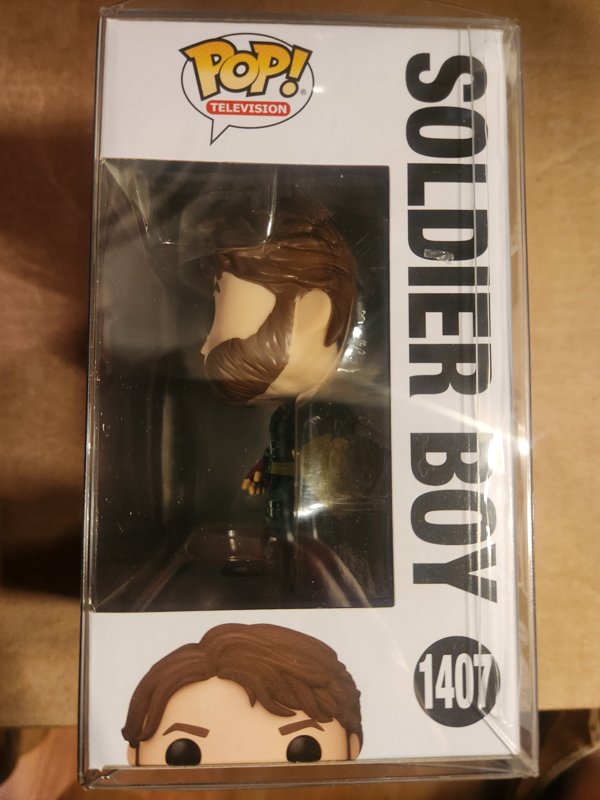 POP!
TELEVISION
SOLDIER BOY
1407